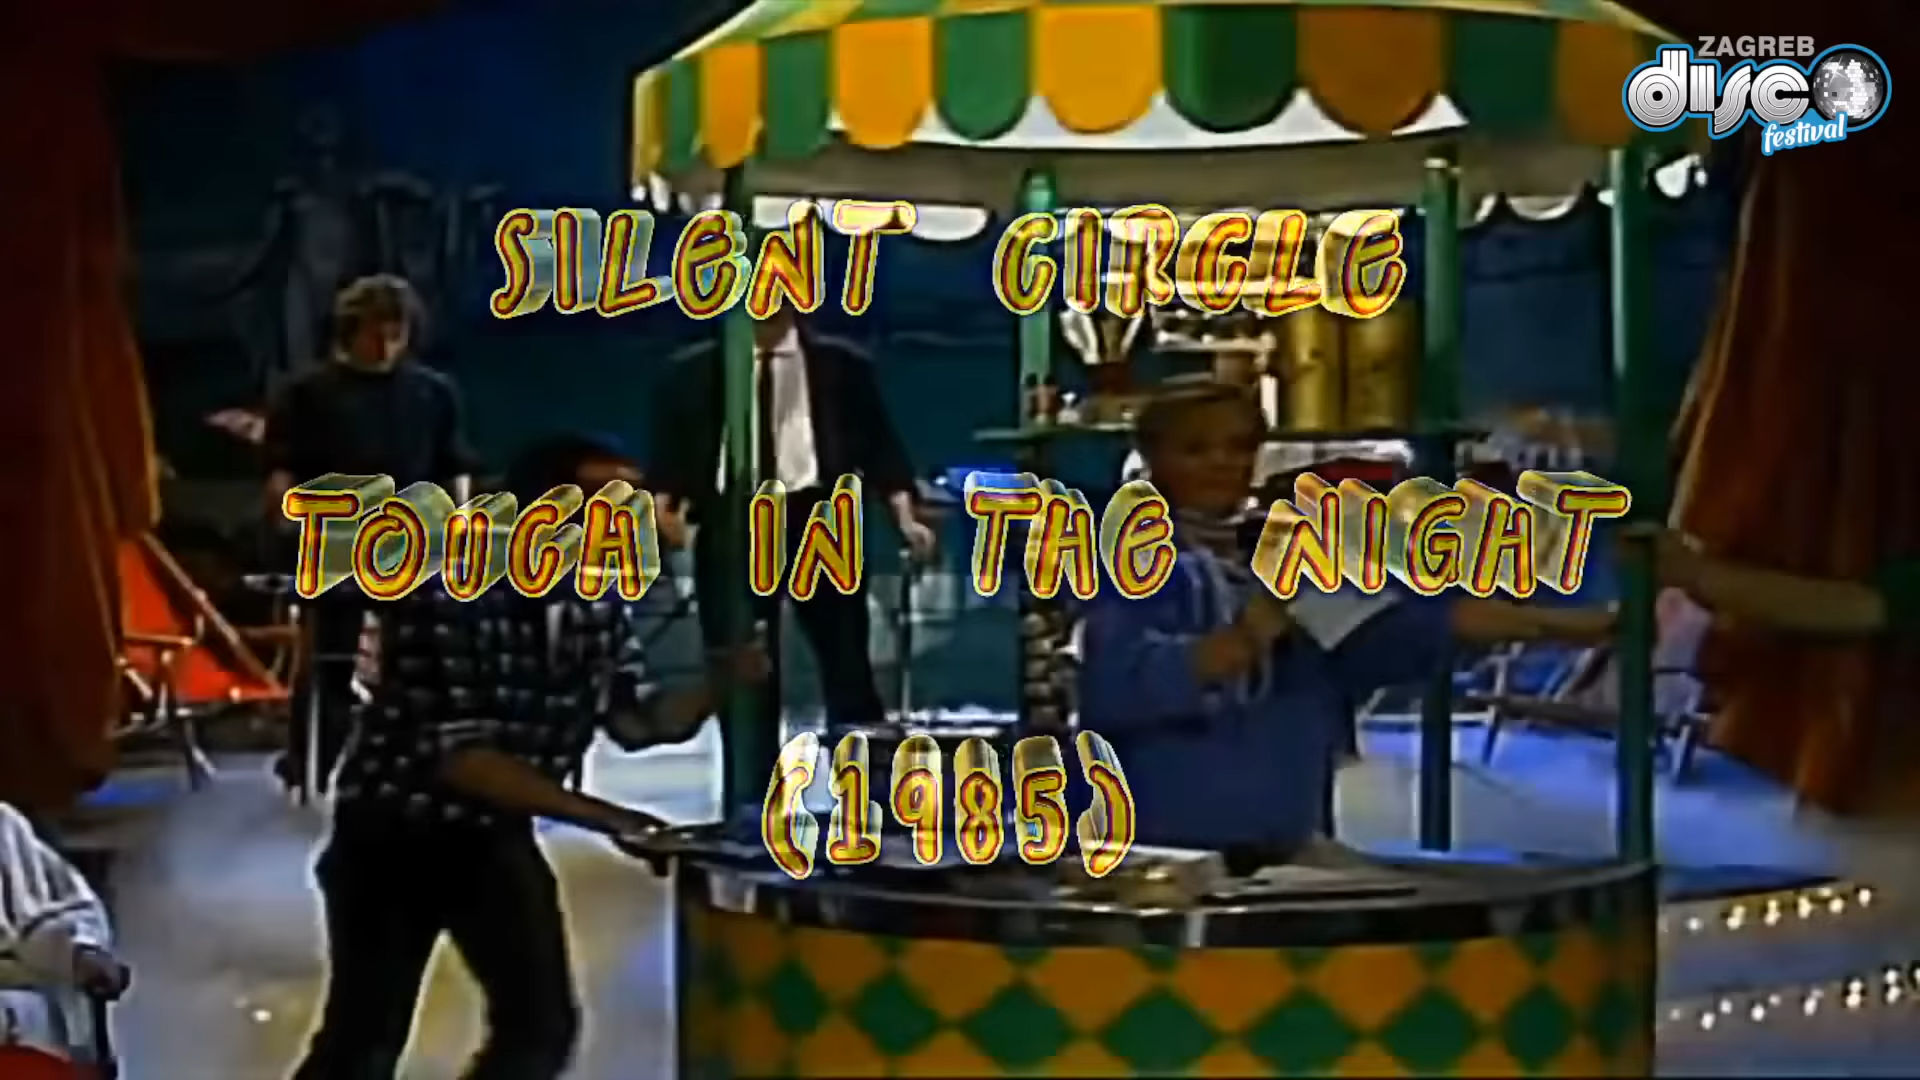 ZAGREB
disco
festival
SILENT CIRCLE
TOUCH IN THE NIGHT
(1985)